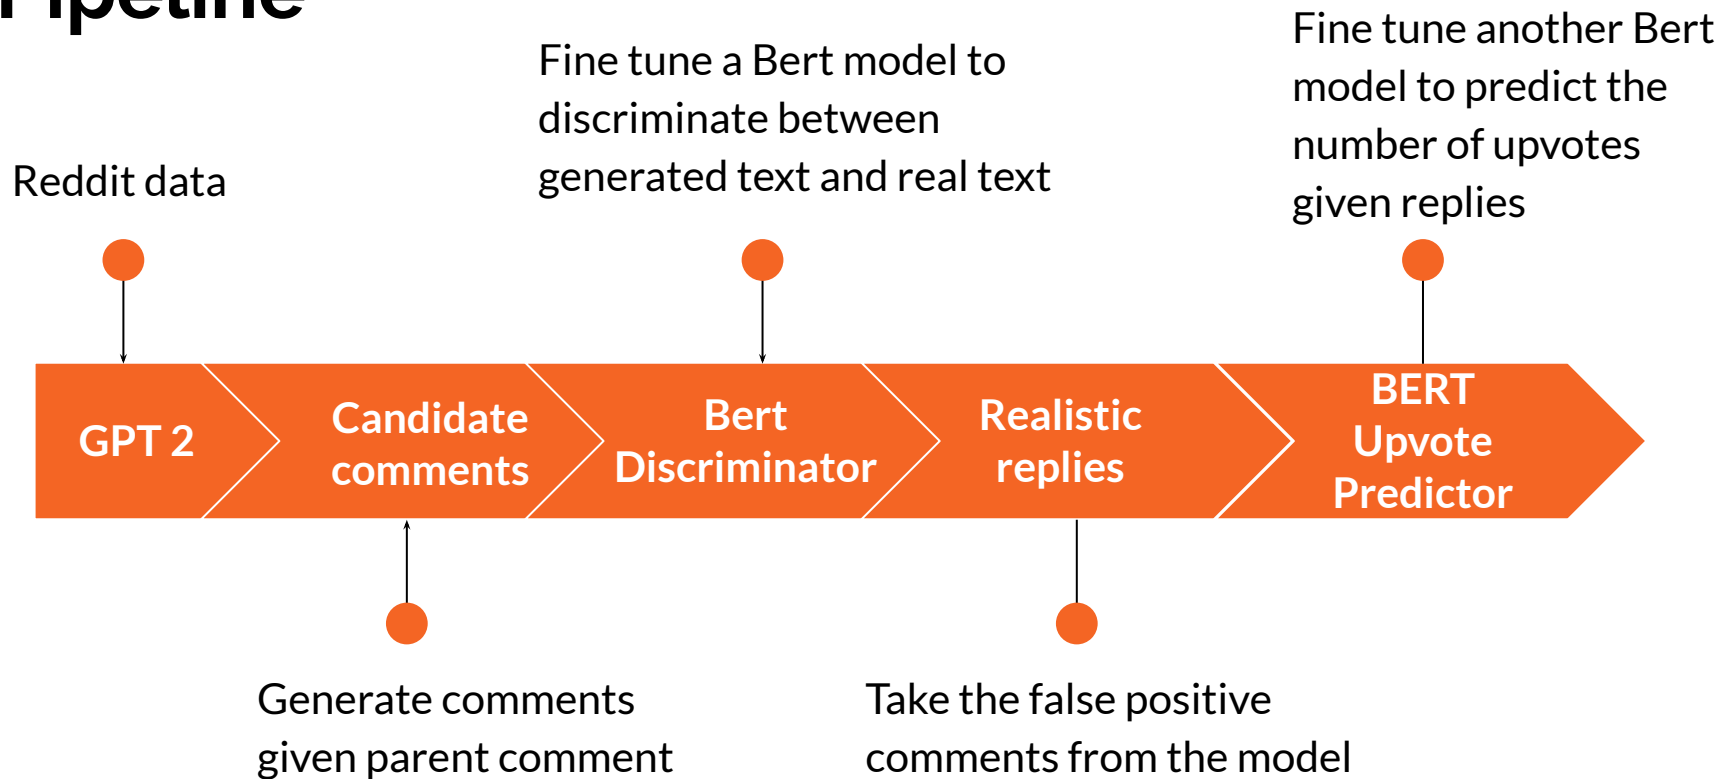 Pipeline
Reddit data
Fine tune a Bert model to
discriminate between
generated text and real text
Fine tune another Bert
model to predict the
number of upvotes
given replies
GPT 2
Candidate
comments
Bert
Discriminator
Realistic
replies
BERT
Upvote
Predictor
Generate comments
given parent comment
Take the false positive
comments from the model